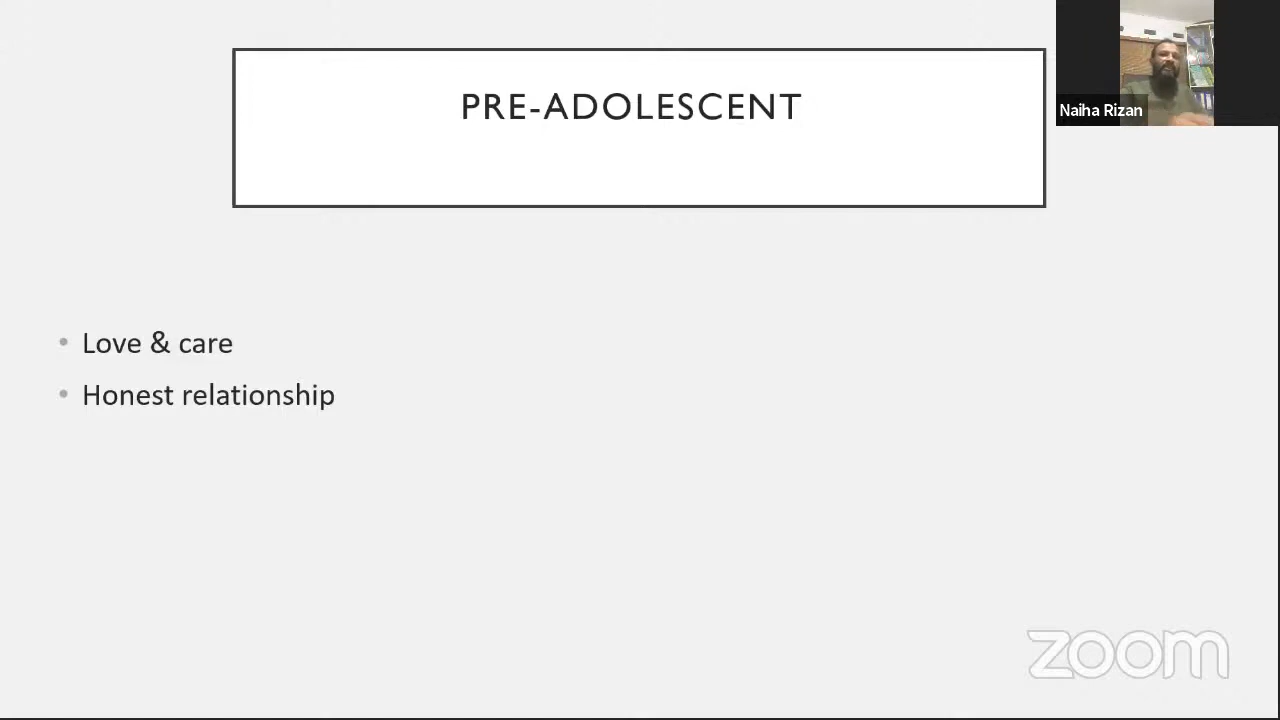 PRE-ADOLESCENT
Naiha Rizan
• Love & care
• Honest relationship
zoom